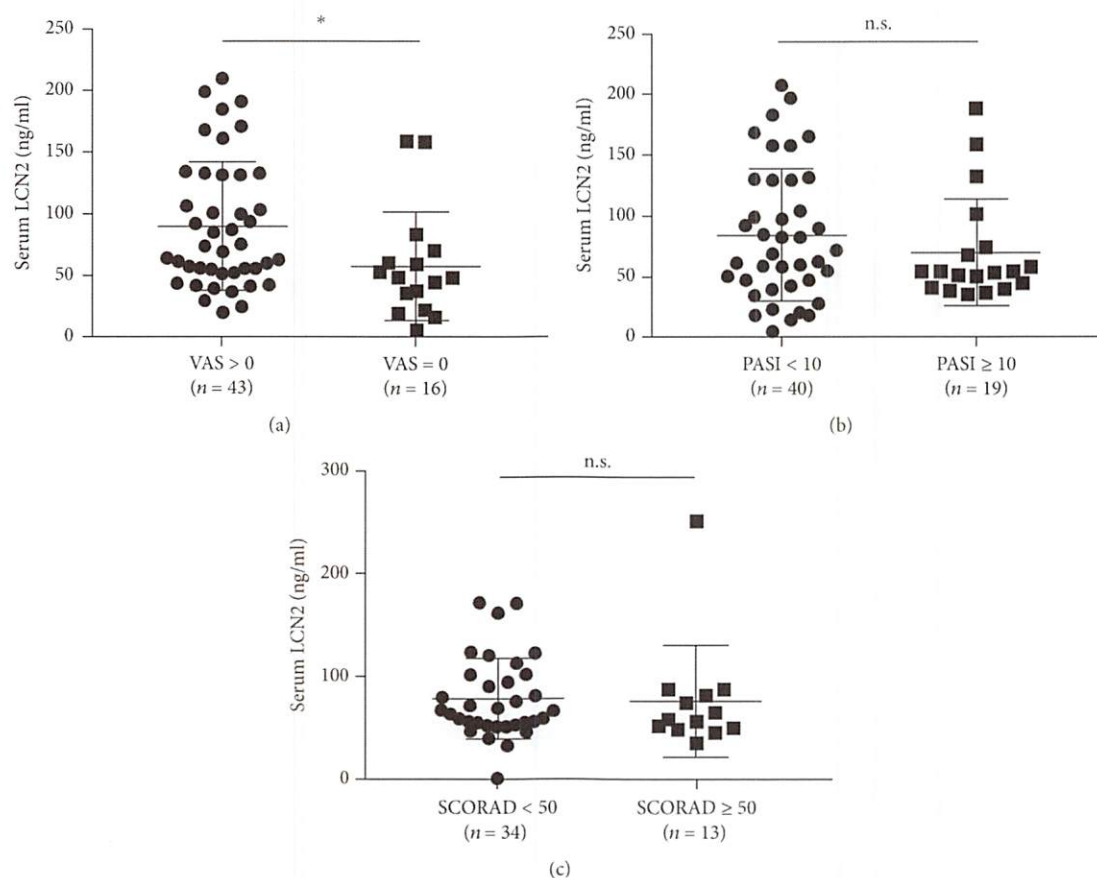 *
250
200
150
100
50
0
Serum LCN2 (ng/ml)
VAS > 0
(n = 43)
VAS = 0
(n = 16)
(a)
n.s.
250
200
150
100
50
0
Serum LCN2 (ng/ml)
PASI < 10
(n = 40)
PASI ≥ 10
(n = 19)
(b)
n.s.
300
200
100
0
Serum LCN2 (ng/ml)
SCORAD < 50
(n = 34)
SCORAD ≥ 50
(n = 13)
(c)